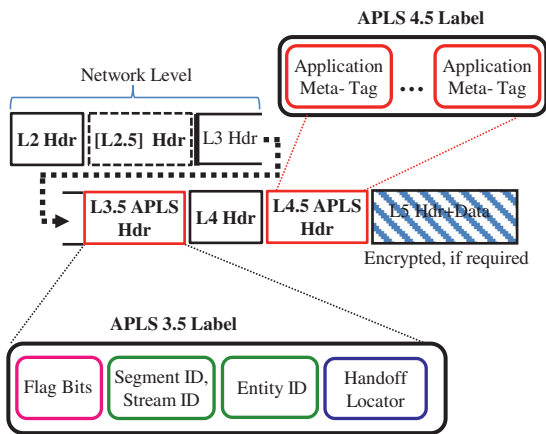 APLS 4.5 Label
Application Meta- Tag
...
Application Meta- Tag
Network Level
L2 Hdr
[L2.5] Hdr
L3 Hdr
L3.5 APLS Hdr
L4 Hdr
L4.5 APLS Hdr
L5 Hdr+Data
Encrypted, if required
APLS 3.5 Label
Flag Bits
Segment ID, Stream ID
Entity ID
Handoff Locator